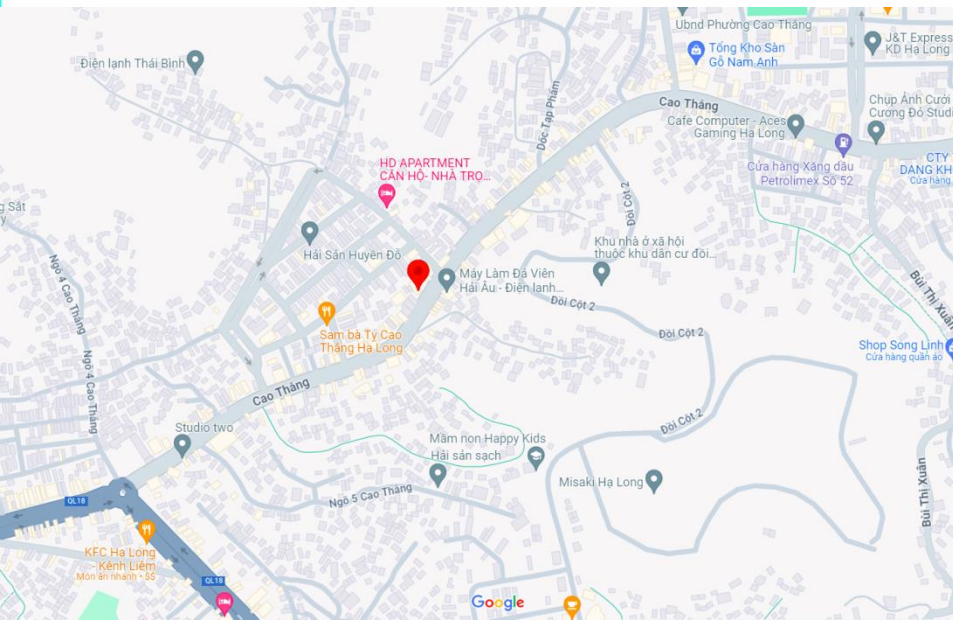 Ubnd Phường Cao Thắng
J&T Express
KD Hạ Long
Tổng Kho Sàn
Gỗ Nam Anh
Điện lạnh Thái Bình
Dốc Tập Phẩm
Cao Thắng
Cafe Computer - Aces
Gaming Ha Long
Chụp Ảnh Cưới
Cương Đỏ Studi
Cửa hàng Xăng dầu
Petrolimex Số 52
CTY
DANG KH
Cửa hàng
HD APARTMENT
CĂN HỘ- NHÀ TRỌ...
Đồi Cột 2
Hải Sản Huyền Đỗ
Khu nhà ở xã hội
thuộc khu dân cư đồi...
Máy Làm Đá Viên
Hải Âu - Điện lạnh...
Đồi Cột 2
Bùi Thị Xuân
Ngõ 4 Cao Thắng
Sam bà Tỵ Cao
Thắng Hạ Long
Đồi Cột 2
Shop Song Linh
Cửa hàng quần áo
Ngõ 4 Cao Thắng
Cao Thắng
Đồi Cột 2
Studio two
Mầm non Happy Kids
Hải sản sạch
Misaki Hạ Long
Ngõ 5 Cao Thắng
Bùi Thị Xuân
QL18
KFC Hạ Long
- Kênh Liêm
Món ăn nhanh • $$
QL18
Google